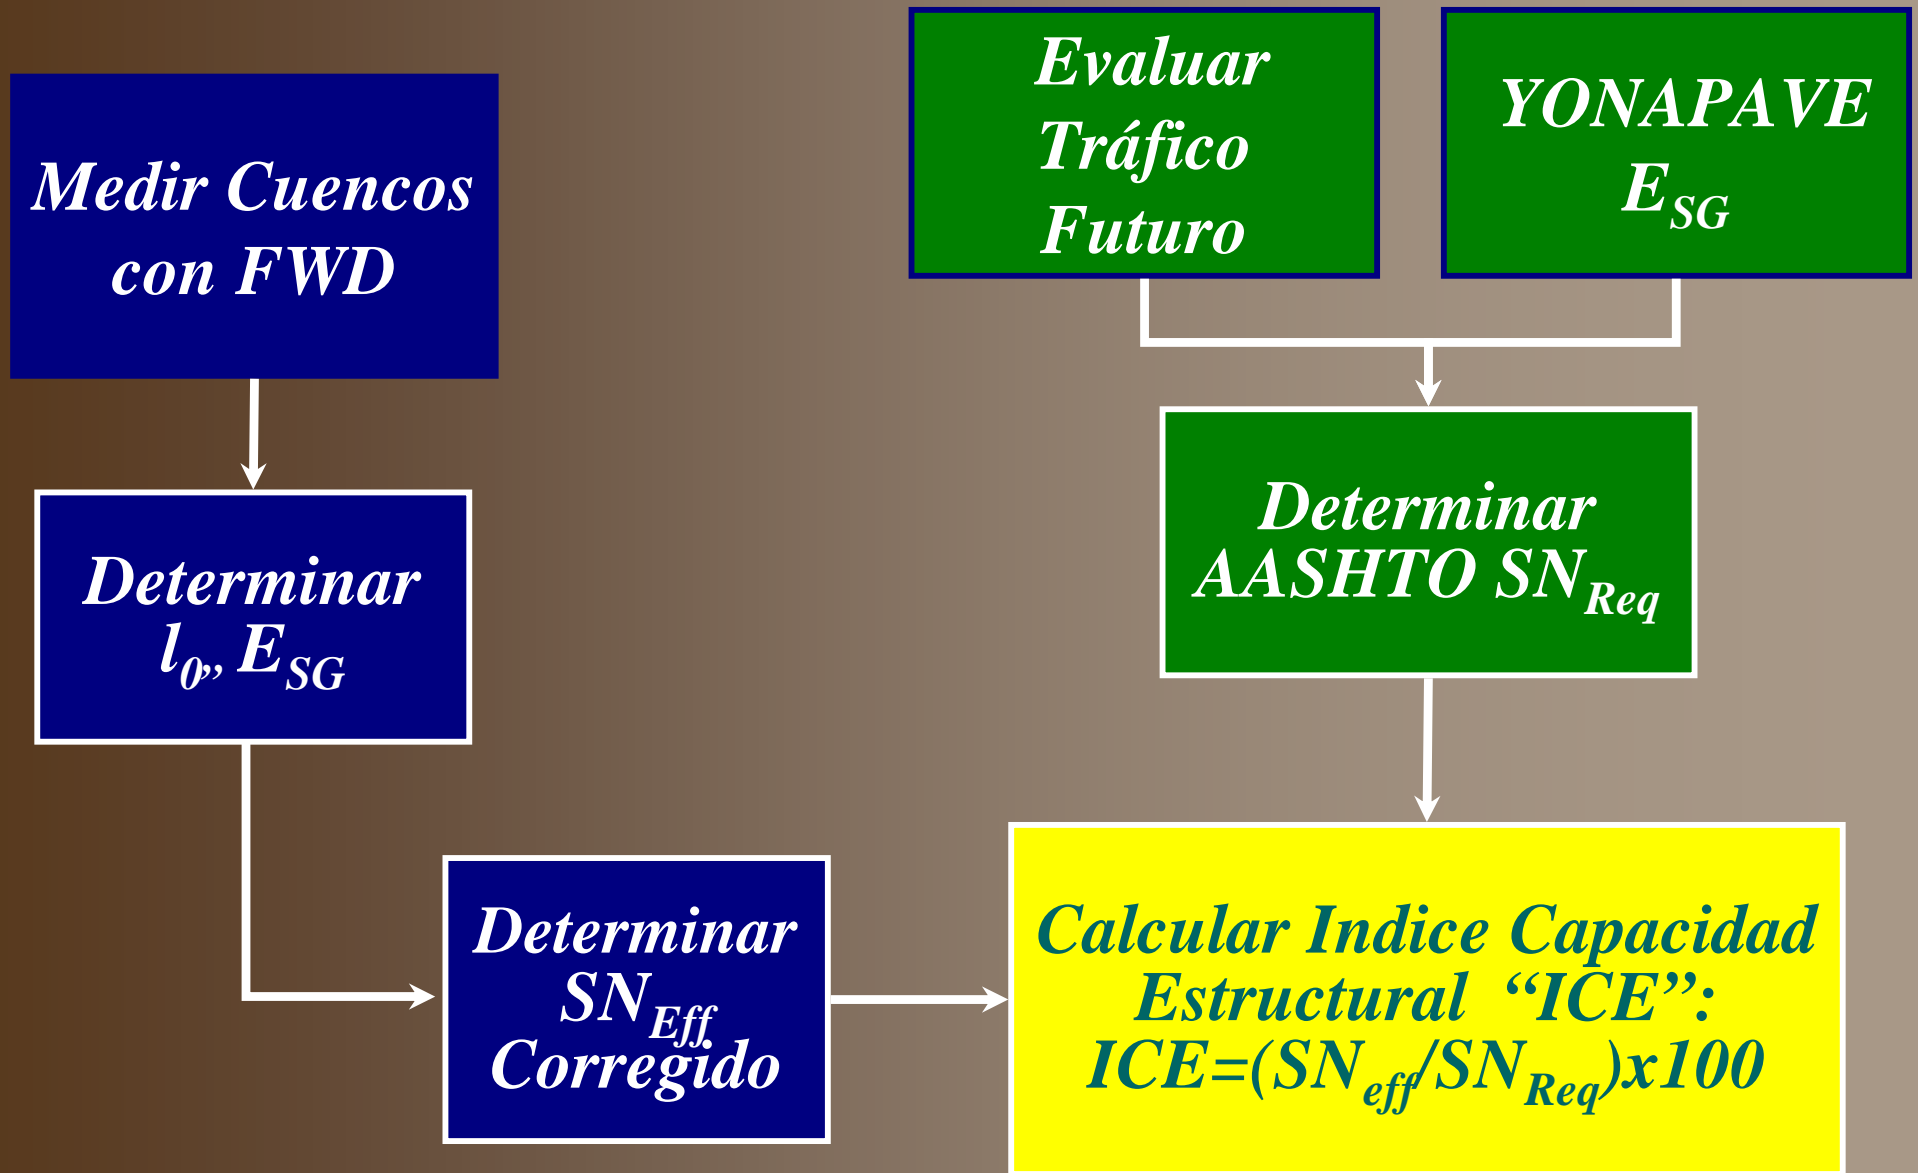 Medir Cuencos
con FWD
Determinar
l0,, ESG
Determinar
SNEff
Corregido
Evaluar
Tráfico
Futuro
YONAPAVE
ESG
Determinar
AASHTO SNReq
Calcular Indice Capacidad
Estructural “ICE”:
ICE=(SNeff/SNReq)x100